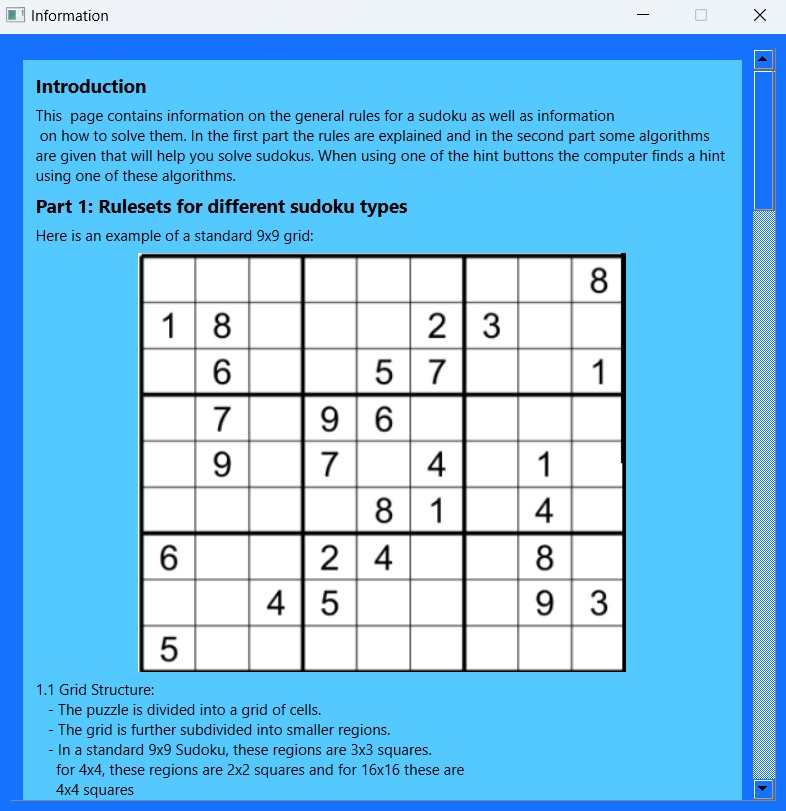 Information
Introduction
This  page contains information on the general rules for a sudoku as well as information
on how to solve them. In the first part the rules are explained and in the second part some algorithms
are given that will help you solve sudokus. When using one of the hint buttons the computer finds a hint
using one of these algorithms.
Part 1: Rulesets for different sudoku types
Here is an example of a standard 9x9 grid:
8
1 8 2 3
6 5 7 1
7 9 6
9 7 4 1
8 1 4
6 2 4 8
4 5 9 3
5
1.1 Grid Structure:
- The puzzle is divided into a grid of cells.
- The grid is further subdivided into smaller regions.
- In a standard 9x9 Sudoku, these regions are 3x3 squares.
for 4x4, these regions are 2x2 squares and for 16x16 these are
4x4 squares